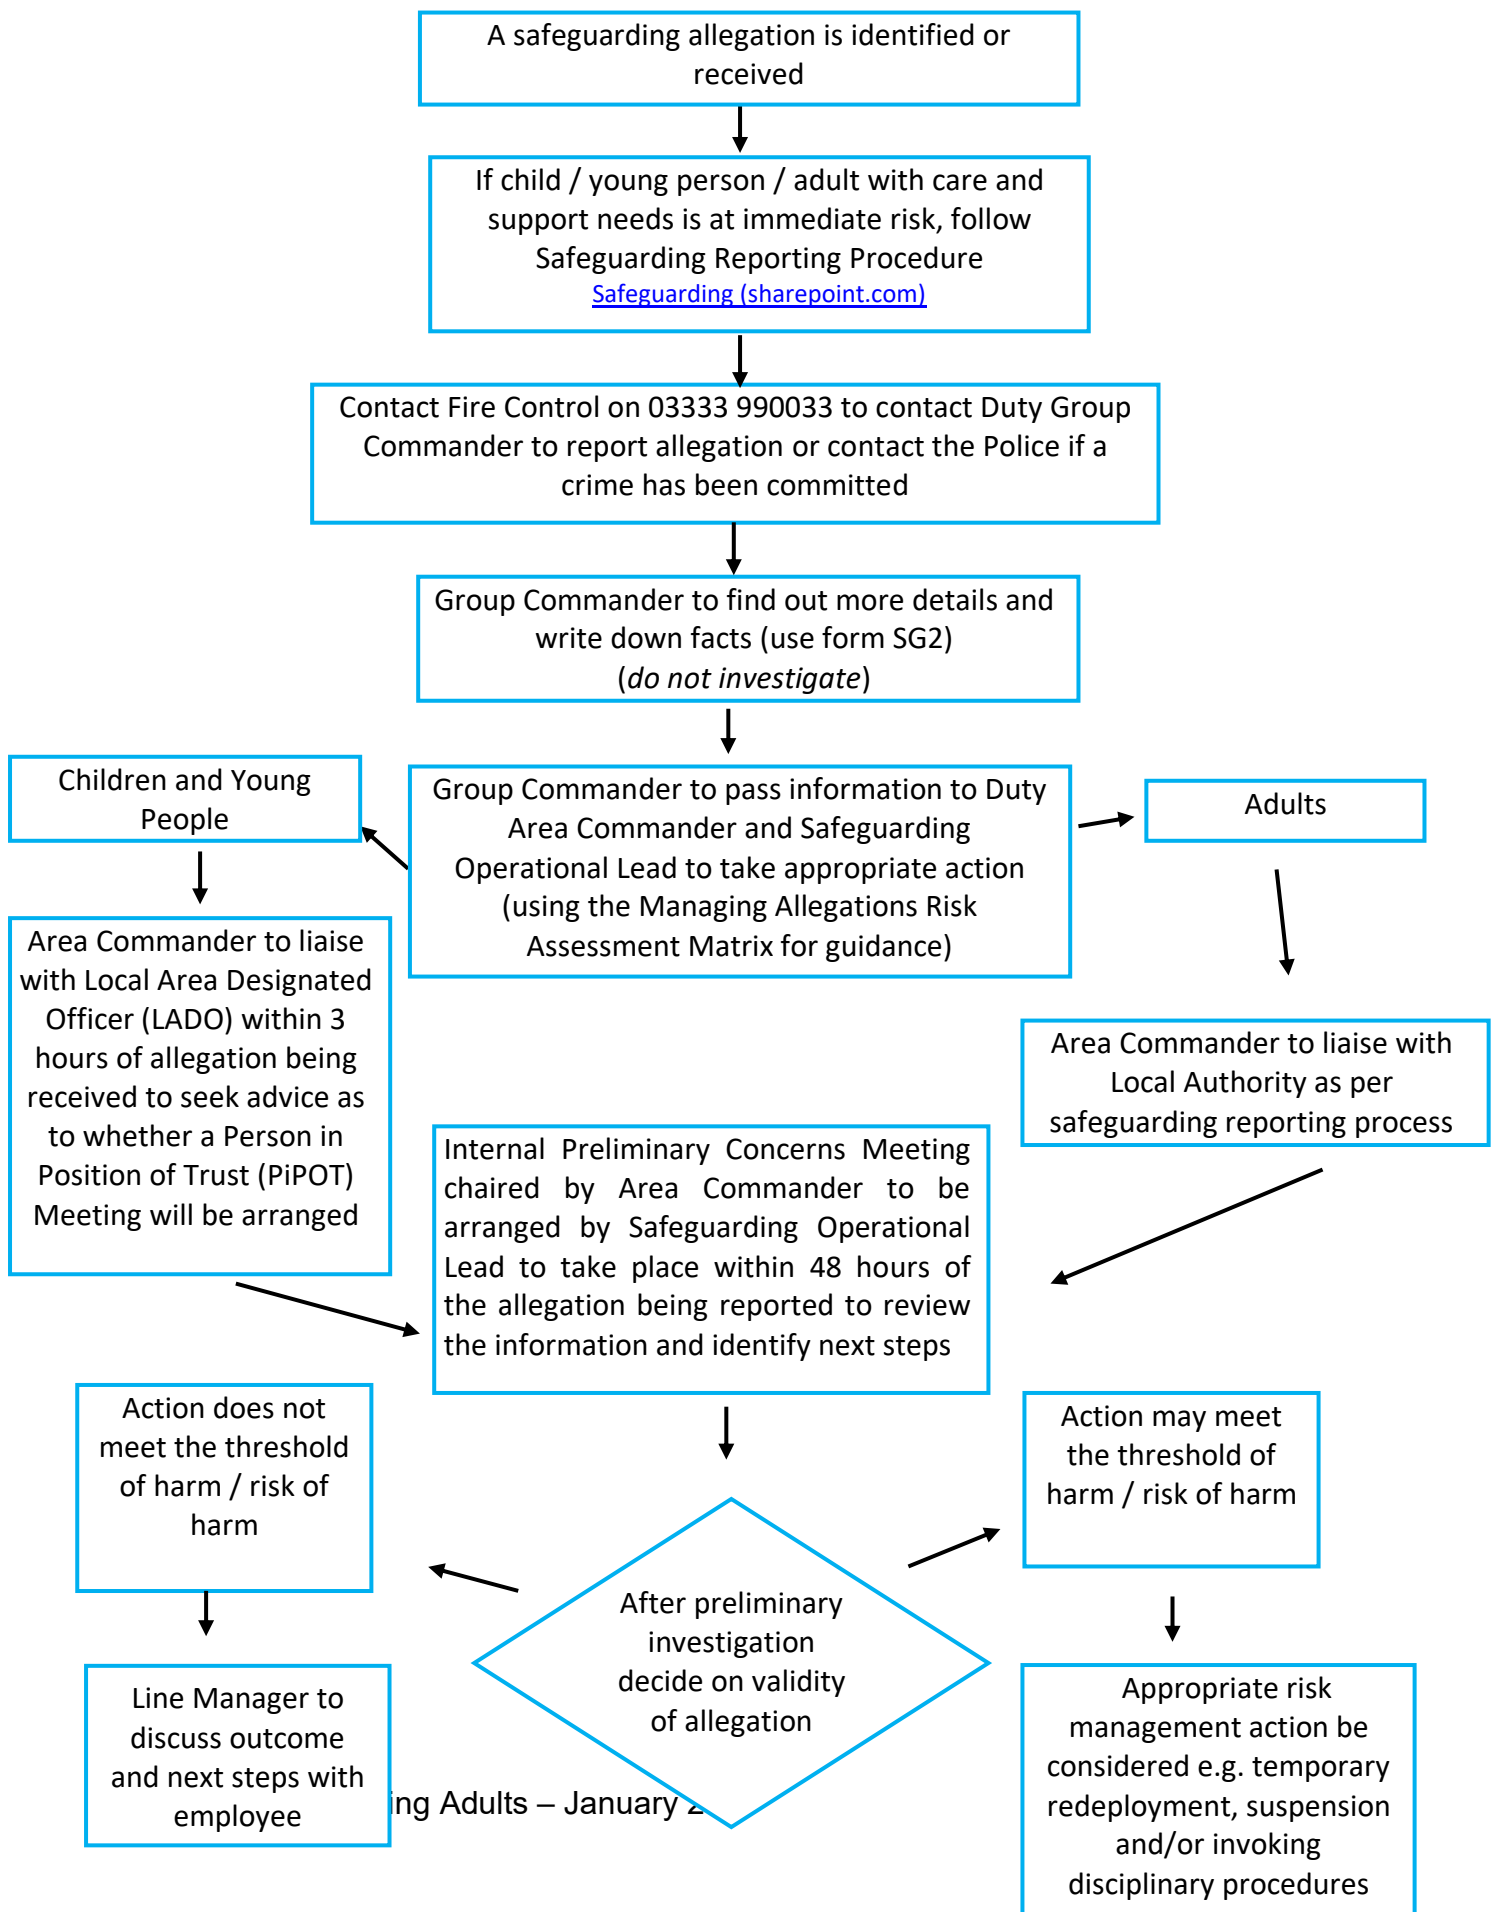 A safeguarding allegation is identified or
received
If child / young person / adult with care and
support needs is at immediate risk, follow
Safeguarding Reporting Procedure
Safeguarding (sharepoint.com)
Contact Fire Control on 03333 990033 to contact Duty Group
Commander to report allegation or contact the Police if a
crime has been committed
Group Commander to find out more details and
write down facts (use form SG2)
(do not investigate)
Group Commander to pass information to Duty
Area Commander and Safeguarding
Operational Lead to take appropriate action
(using the Managing Allegations Risk
Assessment Matrix for guidance)
Children and Young
People
Adults
Area Commander to liaise
with Local Area Designated
Officer (LADO) within 3
hours of allegation being
received to seek advice as
to whether a Person in
Position of Trust (PiPOT)
Meeting will be arranged
Area Commander to liaise with
Local Authority as per
safeguarding reporting process
Internal Preliminary Concerns Meeting
chaired by Area Commander to be
arranged by Safeguarding Operational
Lead to take place within 48 hours of
the allegation being reported to review
the information and identify next steps
Action does not
meet the threshold
of harm / risk of
harm
Action may meet
the threshold of
harm / risk of harm
After preliminary
investigation
decide on validity
of allegation
Line Manager to
discuss outcome
and next steps with
employee
Appropriate risk
management action be
considered e.g. temporary
redeployment, suspension
and/or invoking
disciplinary procedures
ing Adults – January